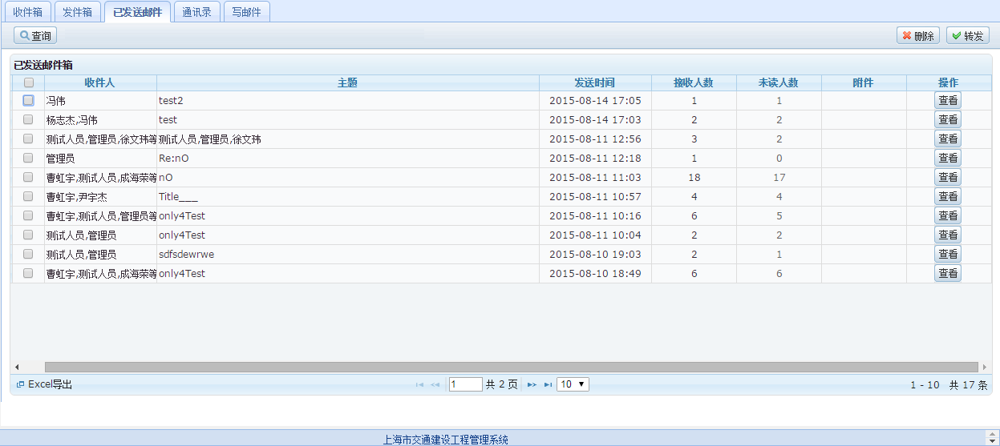 收件箱 发件箱 已发送邮件 通讯录 写邮件
查询 删除 转发
已发送邮件箱
收件人 主题 发送时间 接收人数 未读人数 附件 操作
冯伟 test2 2015-08-14 17:05 1 1 查看
杨志杰,冯伟 test 2015-08-14 17:03 2 2 查看
测试人员,管理员,徐文玮等 测试人员,管理员,徐文玮 2015-08-11 12:56 3 2 查看
管理员 Re:nO 2015-08-11 12:18 1 0 查看
曹虹宇,测试人员,成海荣等 nO 2015-08-11 11:03 18 17 查看
曹虹宇,尹宇杰 Title___ 2015-08-11 10:57 4 4 查看
曹虹宇,测试人员,管理员等 only4Test 2015-08-11 10:16 6 5 查看
测试人员,管理员 only4Test 2015-08-11 10:04 2 2 查看
测试人员,管理员 sdfsdewrwe 2015-08-10 19:03 2 1 查看
曹虹宇,测试人员,成海荣等 only4Test 2015-08-10 18:49 6 6 查看
Excel导出 1 共 2 页 10 1 - 10 共 17 条
上海市交通建设工程管理系统